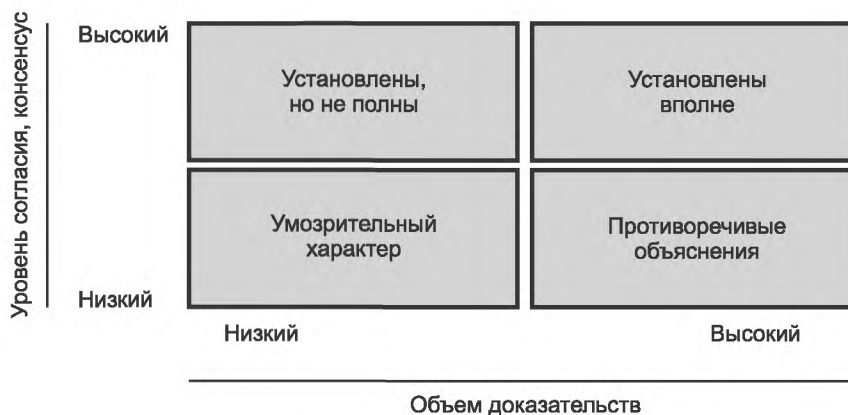 Уровень согласия, консенсус
Высокий
Установлены,
но не полны
Установлены
вполне
Умозрительный
характер
Противоречивые
объяснения
Низкий
Низкий
Высокий
Объем доказательств